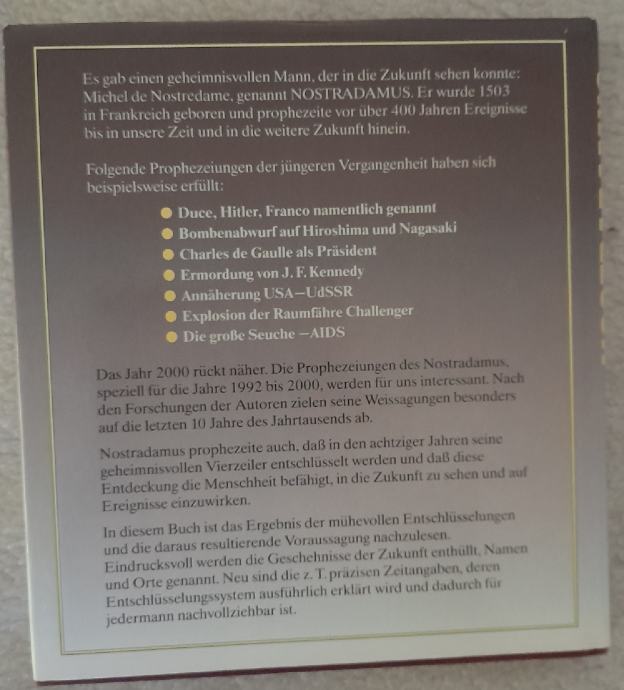 Es gab einen geheimnisvollen Mann, der in die Zukunft sehen konnte:
Michel de Nostredame, genannt NOSTRADAMUS. Er wurde 1503
in Frankreich geboren und prophezeite vor über 400 Jahren Ereignisse
bis in unsere Zeit und in die weitere Zukunft hinein.
Folgende Prophezeiungen der jüngeren Vergangenheit haben sich
beispielsweise erfüllt:
● Duce, Hitler, Franco namentlich genannt
● Bombenabwurf auf Hiroshima und Nagasaki
● Charles de Gaulle als Präsident
● Ermordung von J. F. Kennedy
● Annäherung USA–UdSSR
● Explosion der Raumfähre Challenger
● Die große Seuche –AIDS
Das Jahr 2000 rückt näher. Die Prophezeiungen des Nostradamus,
speziell für die Jahre 1992 bis 2000, werden für uns interessant. Nach
den Forschungen der Autoren zielen seine Weissagungen besonders
auf die letzten 10 Jahre des Jahrtausends ab.
Nostradamus prophezeite auch, daß in den achtziger Jahren seine
geheimnisvollen Vierzeiler entschlüsselt werden und daß diese
Entdeckung die Menschheit befähigt, in die Zukunft zu sehen und auf
Ereignisse einzuwirken.
In diesem Buch ist das Ergebnis der mühevollen Entschlüsselungen
und die daraus resultierende Voraussagung nachzulesen.
Eindrucksvoll werden die Geschehnisse der Zukunft enthüllt, Namen
und Orte genannt. Neu sind die z. T. präzisen Zeitangaben, deren
Entschlüsselungssystem ausführlich erklärt wird und dadurch für
jedermann nachvollziehbar ist.